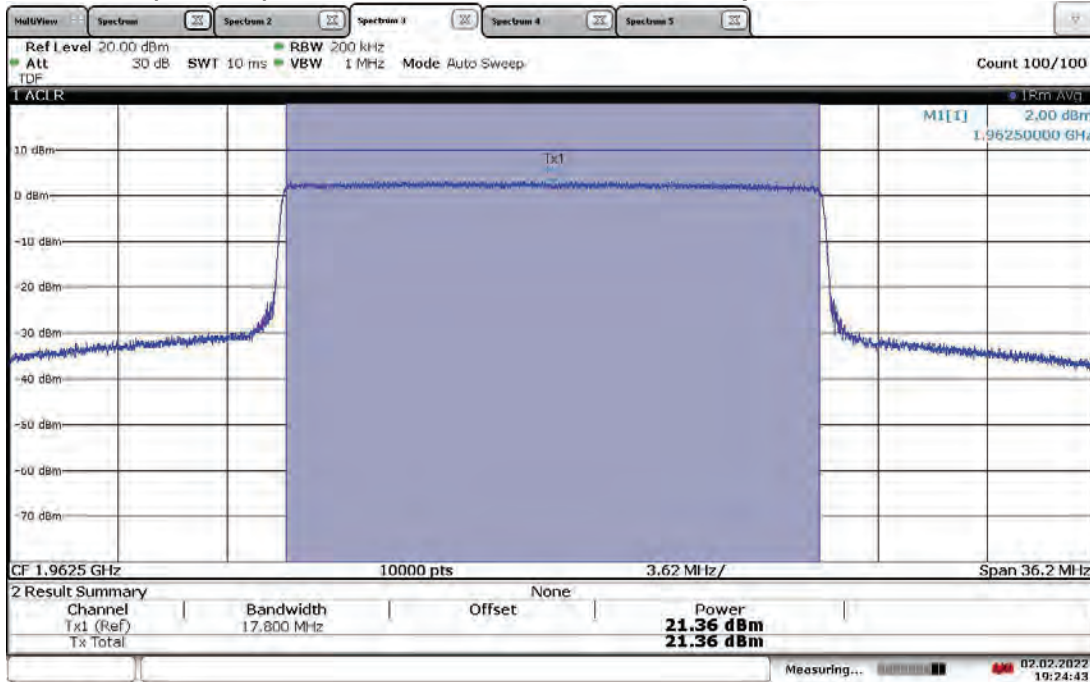 MultiView Spectrum Spectrum 2 Spectrum 3 Spectrum 4 Spectrum 5
Ref Level 20.00 dBm RBW 200 kHz
Att 30 dB SWT 10 ms VBW 1 MHz Mode Auto Sweep Count 100/100
TDF
1 ACLR 1Rm Avg
M1[1] 2.00 dBm
1.96250000 GHz
10 dBm
Tx1
0 dBm
-10 dBm
-20 dBm
-30 dBm
-40 dBm
-50 dBm
-60 dBm
-70 dBm
CF 1.9625 GHz 10000 pts 3.62 MHz/ Span 36.2 MHz
2 Result Summary None
Channel Bandwidth Offset Power
Tx1 (Ref) 17.800 MHz 21.36 dBm
Tx Total 21.36 dBm
Measuring... 02.02.2022
19:24:43